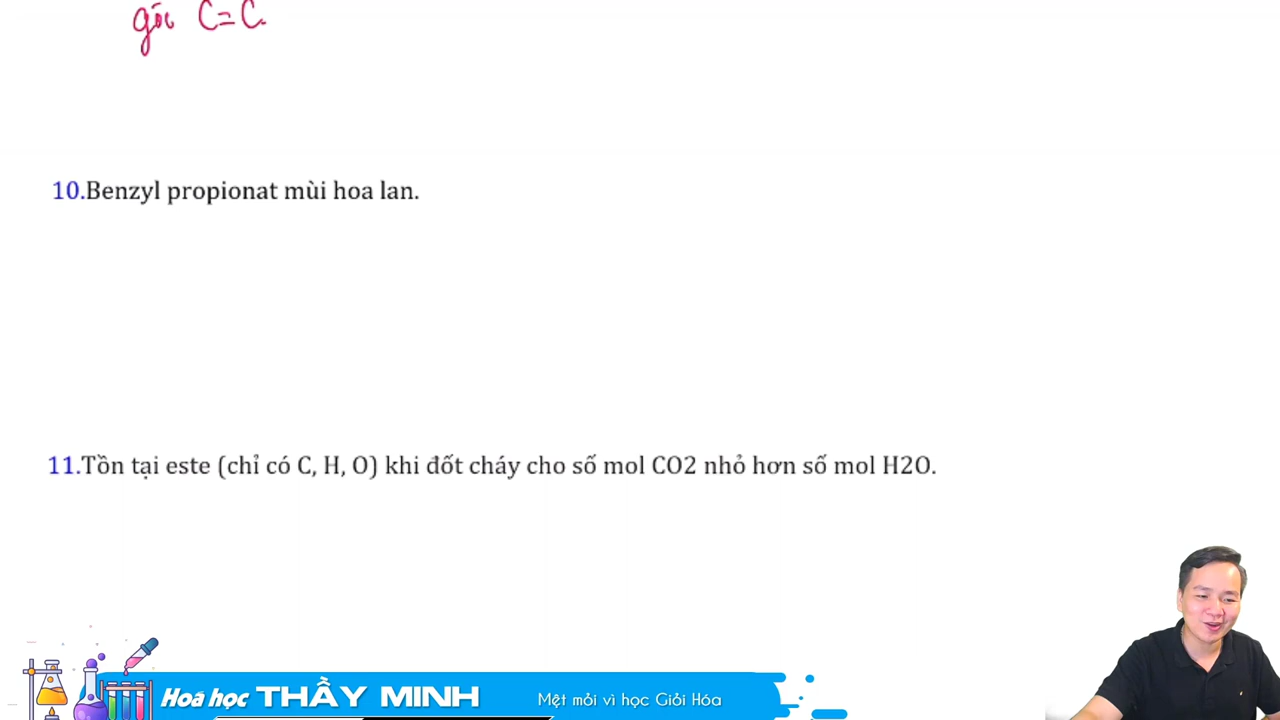 gốc C=C.
10.Benzyl propionat mùi hoa lan.
11.Tồn tại este (chỉ có C, H, O) khi đốt cháy cho số mol CO2 nhỏ hơn số mol H2O.
Hoá học THẦY MINH
Mệt mỏi vì học Giỏi Hóa